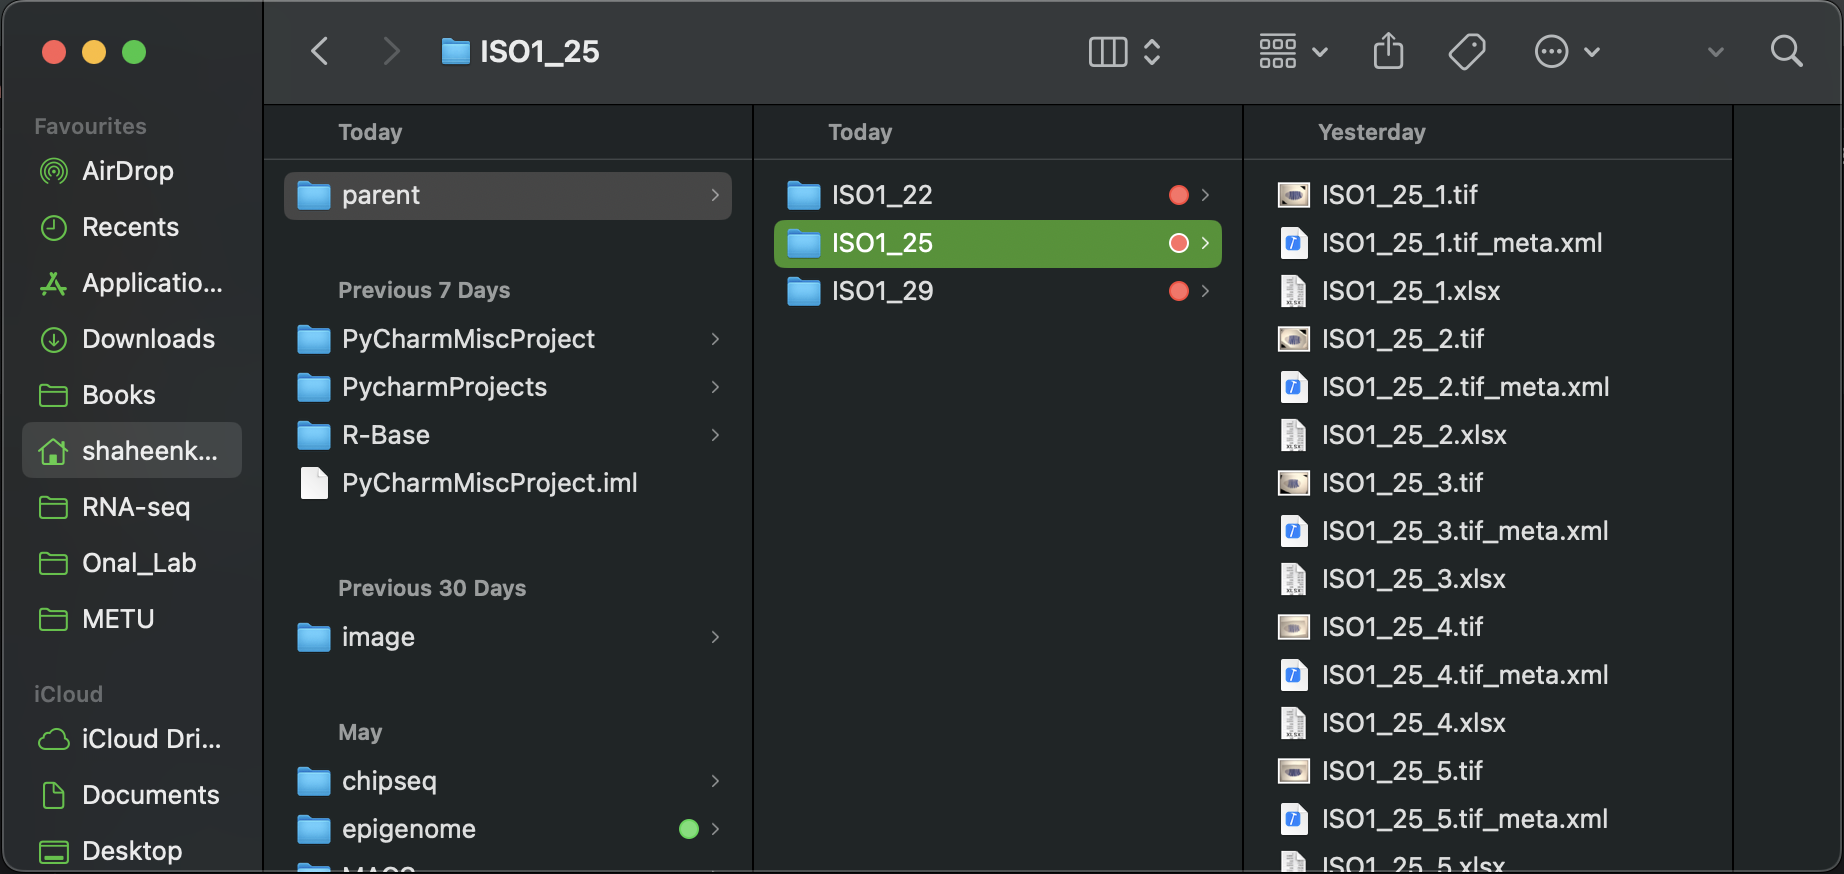 ISO1_25
Favourites
AirDrop
Recents
Applicatio...
Downloads
Books
shaheenk...
RNA-seq
Onal_Lab
METU
iCloud
iCloud Dri...
Documents
Desktop
Today
parent
Previous 7 Days
PyCharmMiscProject
PycharmProjects
R-Base
PyCharmMiscProject.iml
Previous 30 Days
image
May
chipseq
epigenome
Today
ISO1_22
ISO1_25
ISO1_29
Yesterday
ISO1_25_1.tif
ISO1_25_1.tif_meta.xml
ISO1_25_1.xlsx
ISO1_25_2.tif
ISO1_25_2.tif_meta.xml
ISO1_25_2.xlsx
ISO1_25_3.tif
ISO1_25_3.tif_meta.xml
ISO1_25_3.xlsx
ISO1_25_4.tif
ISO1_25_4.tif_meta.xml
ISO1_25_4.xlsx
ISO1_25_5.tif
ISO1_25_5.tif_meta.xml
ISO1_25_5.xlsx